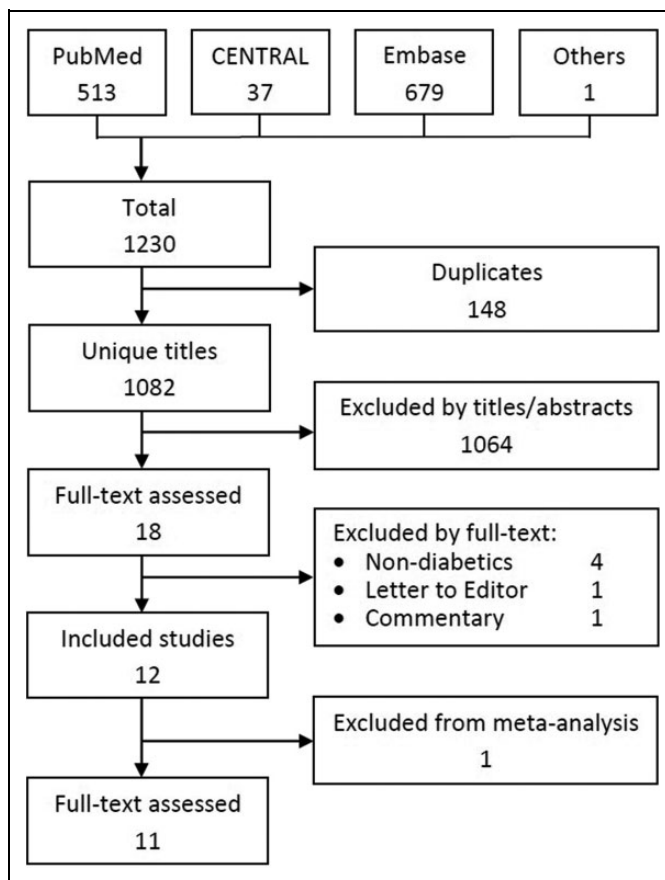 PubMed
513
CENTRAL
37
Embase
679
Others
1
Total
1230
Duplicates
148
Unique titles
1082
Excluded by titles/abstracts
1064
Full-text assessed
18
Excluded by full-text:
• Non-diabetics 4
• Letter to Editor 1
• Commentary 1
Included studies
12
Excluded from meta-analysis
1
Full-text assessed
11